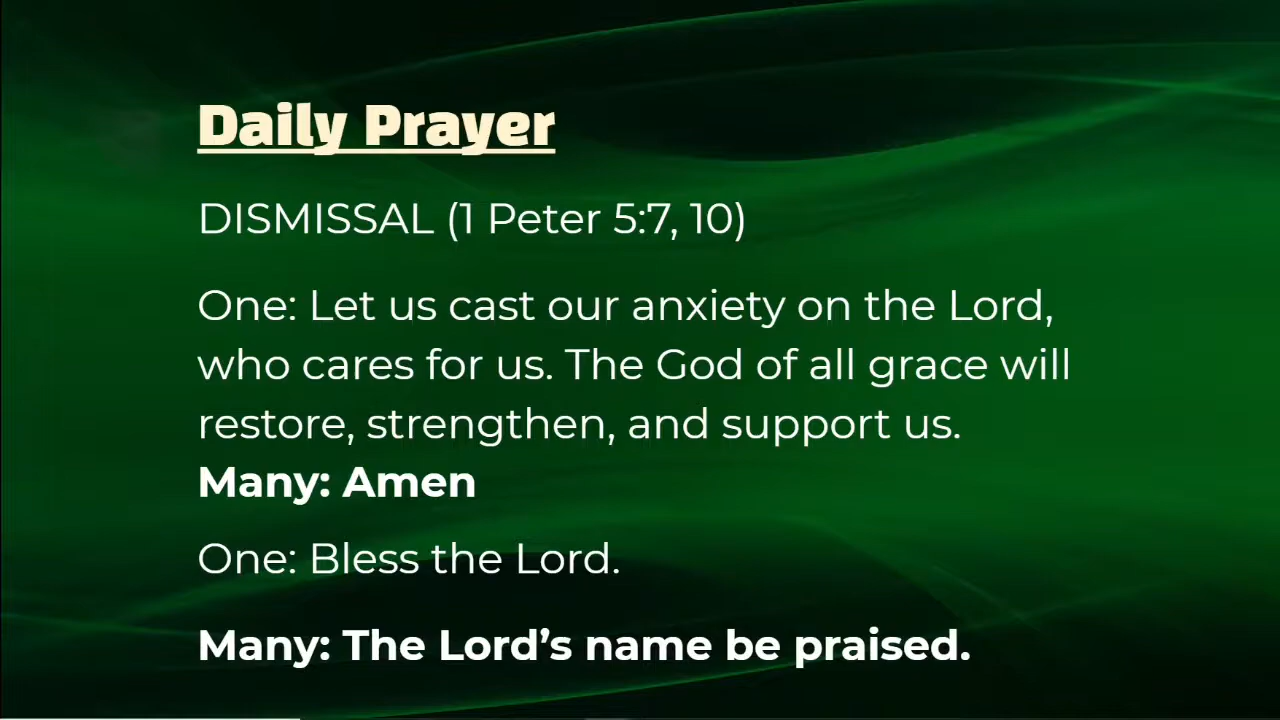 Daily Prayer
DISMISSAL (1 Peter 5:7, 10)
One: Let us cast our anxiety on the Lord,
who cares for us. The God of all grace will
restore, strengthen, and support us.
Many: Amen
One: Bless the Lord.
Many: The Lord’s name be praised.